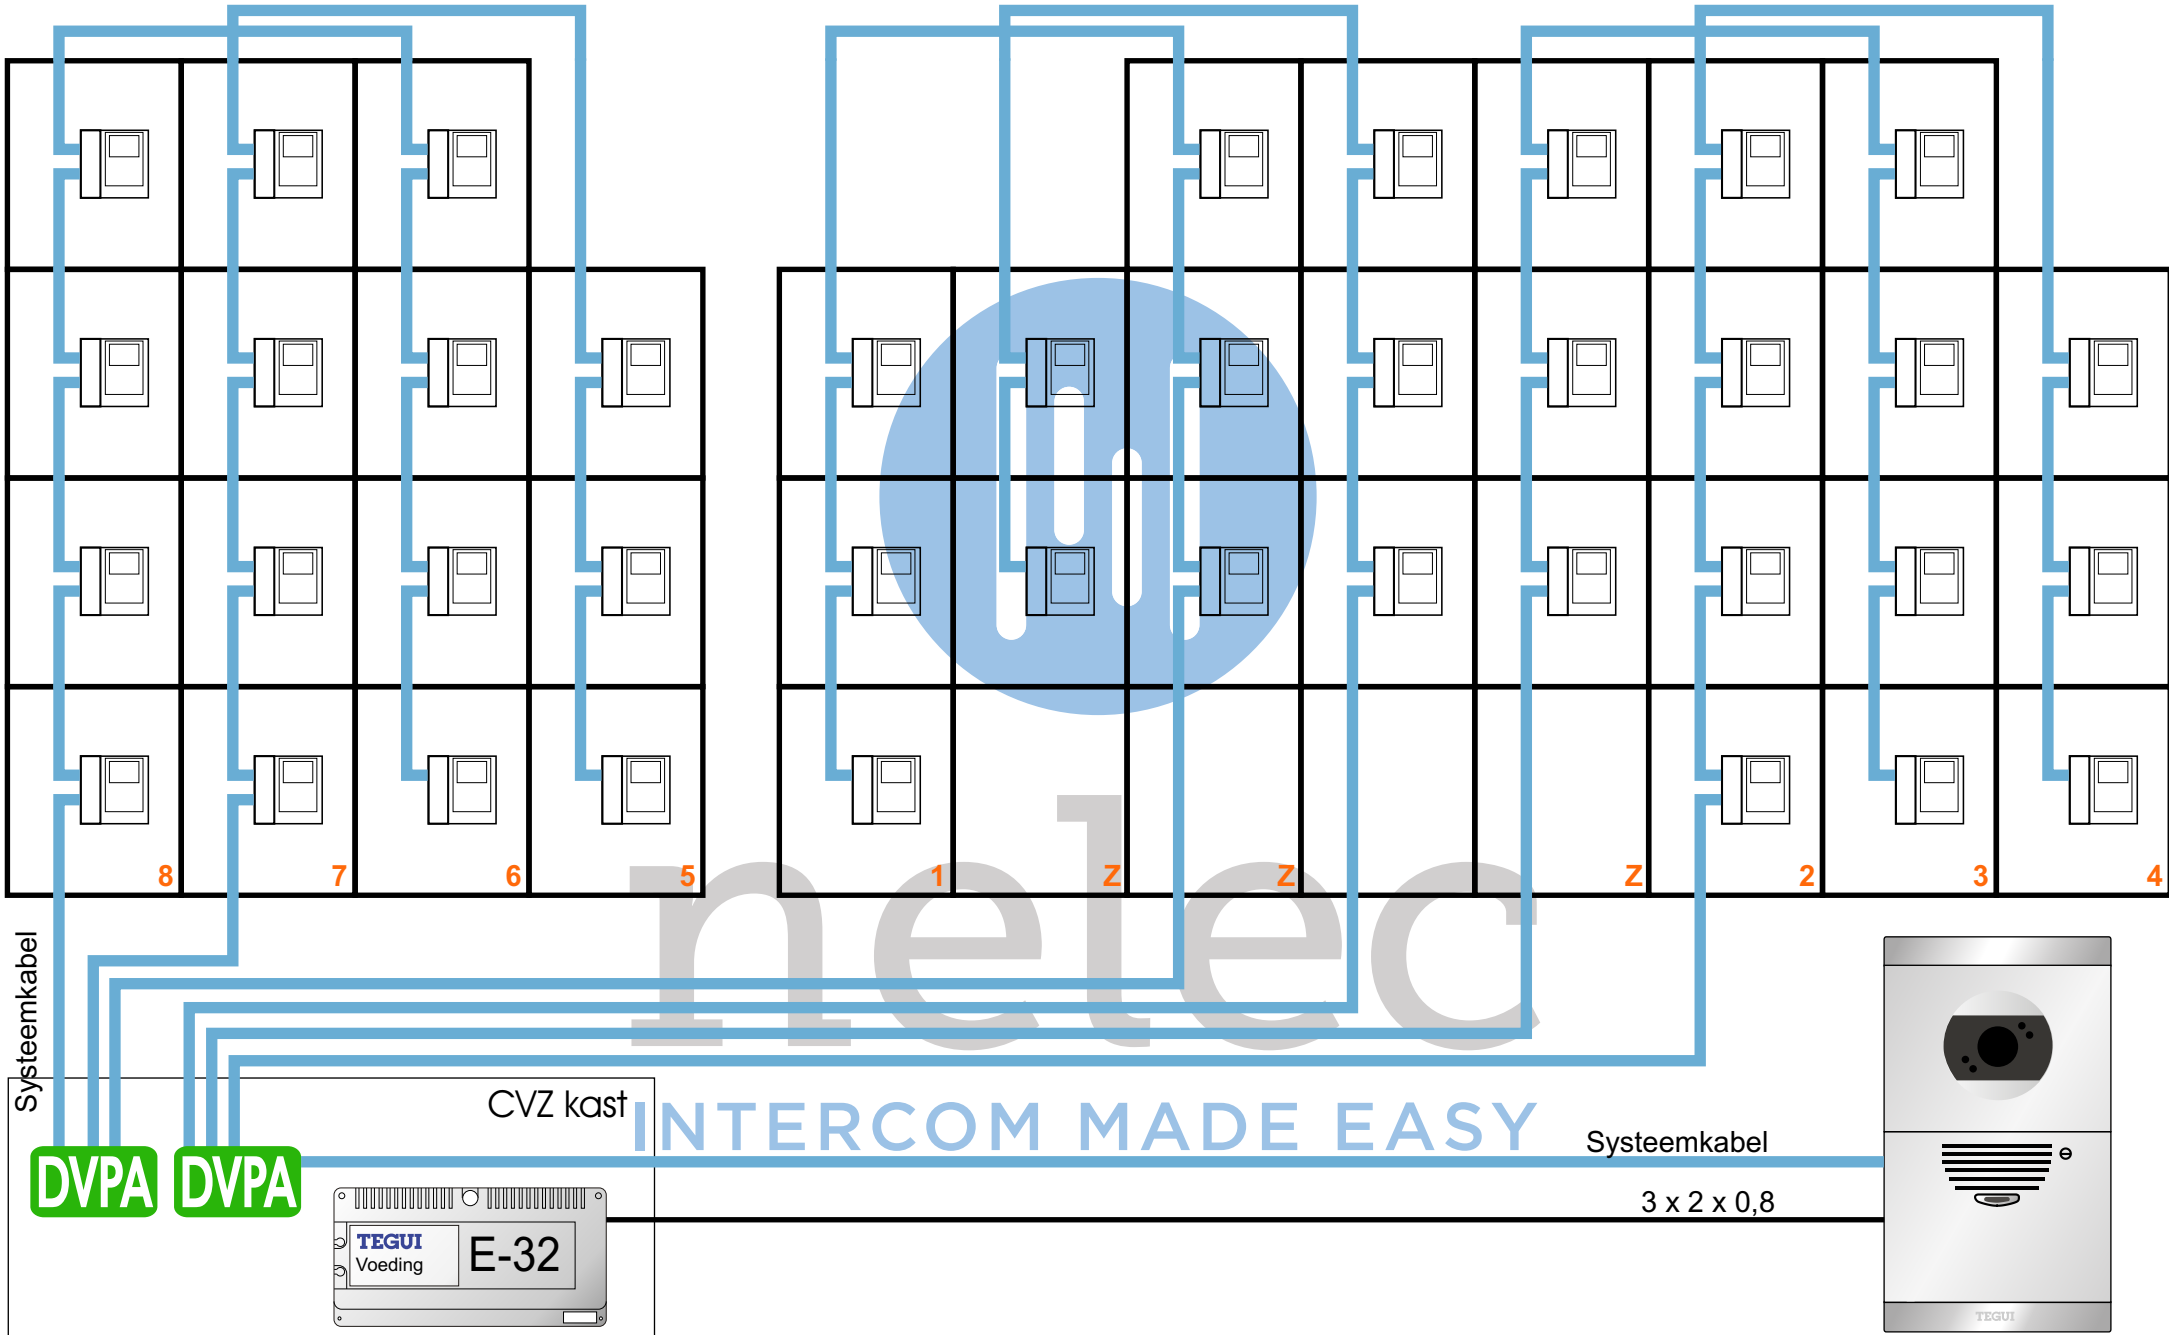 8 7 6 5 1 Z Z Z 2 3 4
nelec
INTERCOM MADE EASY
Systeemkabel
CVZ kast
DVPA DVPA
TEGUI
Voeding
E-32
Systeemkabel
3 x 2 x 0,8
TEGUI